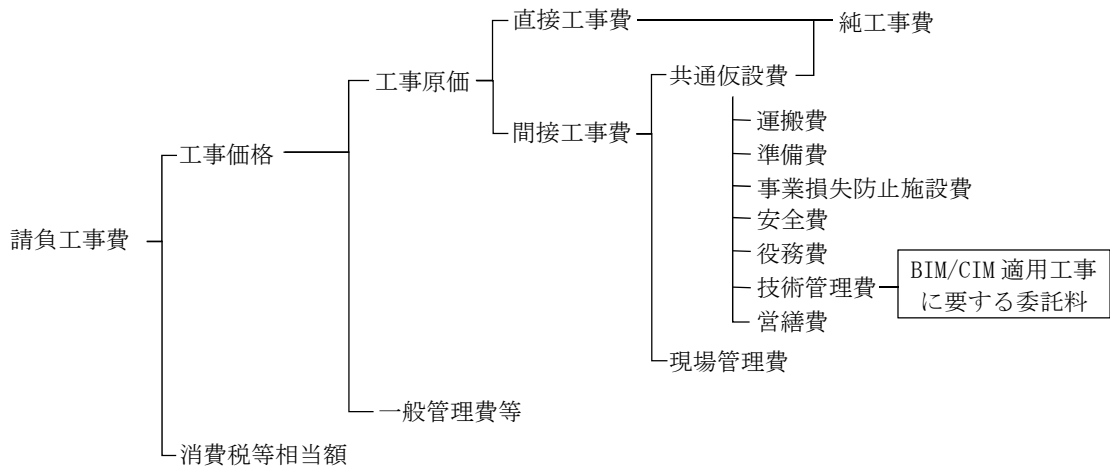 直接工事費
純工事費
共通仮設費
工事原価
運搬費
間接工事費
準備費
工事価格
事業損失防止施設費
安全費
請負工事費
役務費
BIM/CIM 適用工事
に要する委託料
技術管理費
営繕費
現場管理費
一般管理費等
消費税等相当額